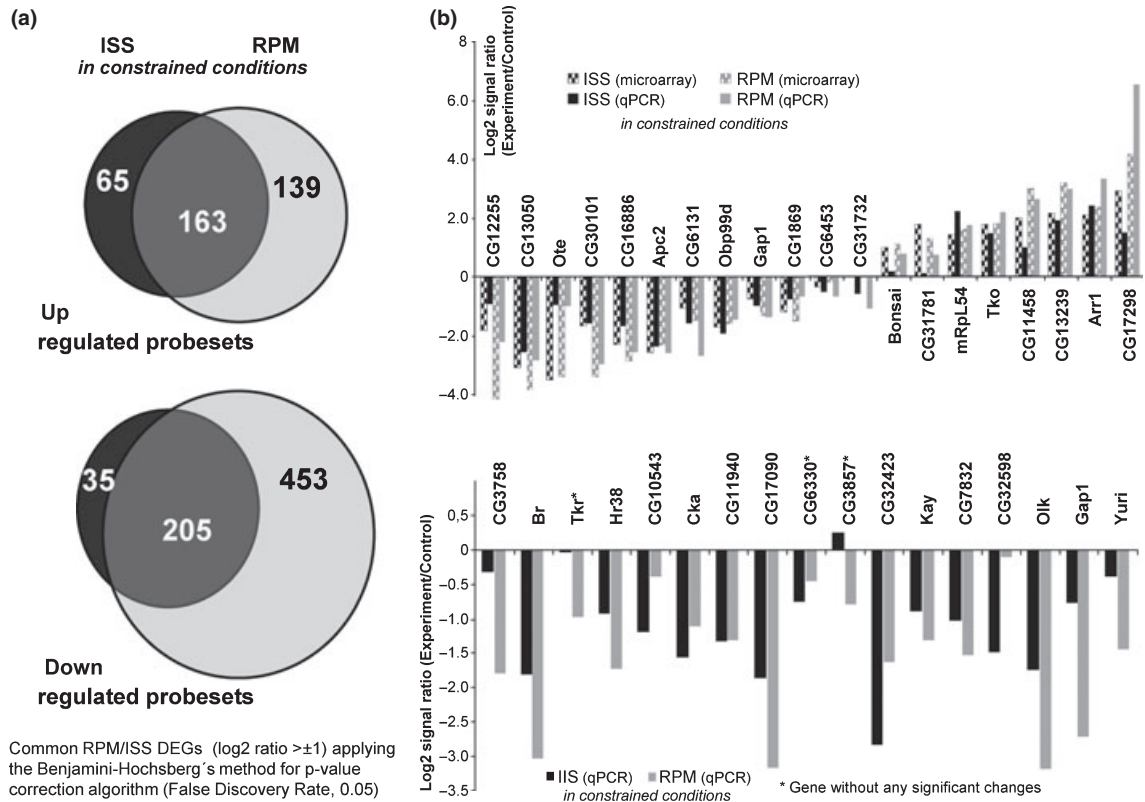 (a)
ISS RPM
in constrained conditions
65
163
139
Up
regulated probesets
35
205
453
Down
regulated probesets
Common RPM/ISS DEGs (log2 ratio >±1) applying
the Benjamini-Hochsberg´s method for p-value
correction algorithm (False Discovery Rate, 0.05)
(b)
Log2 signal ratio
(Experiment/Control)
8
6.0
4.0
2.0
0
–2.0
–4.0
ISS (microarray) RPM (microarray)
ISS (qPCR) RPM (qPCR)
in constrained conditions
CG12255
CG13050
Ote
CG30101
CG16886
Apc2
CG6131
Obp99d
Gap1
CG1869
CG6453
CG31732
Bonsai
CG31781
mRpL54
Tko
CG11458
CG13239
Arr1
CG17298
Log2 signal ratio (Experiment/Control)
0,5
0
–0.5
–1.0
–1.5
–2.0
–2.5
–3.0
–3.5
CG3758
Br
Tkr*
Hr38
CG10543
Cka
CG11940
CG17090
CG6330*
CG3857*
CG32423
Kay
CG7832
CG32598
Olk
Gap1
Yuri
IIS (qPCR) RPM (qPCR)
in constrained conditions
* Gene without any significant changes